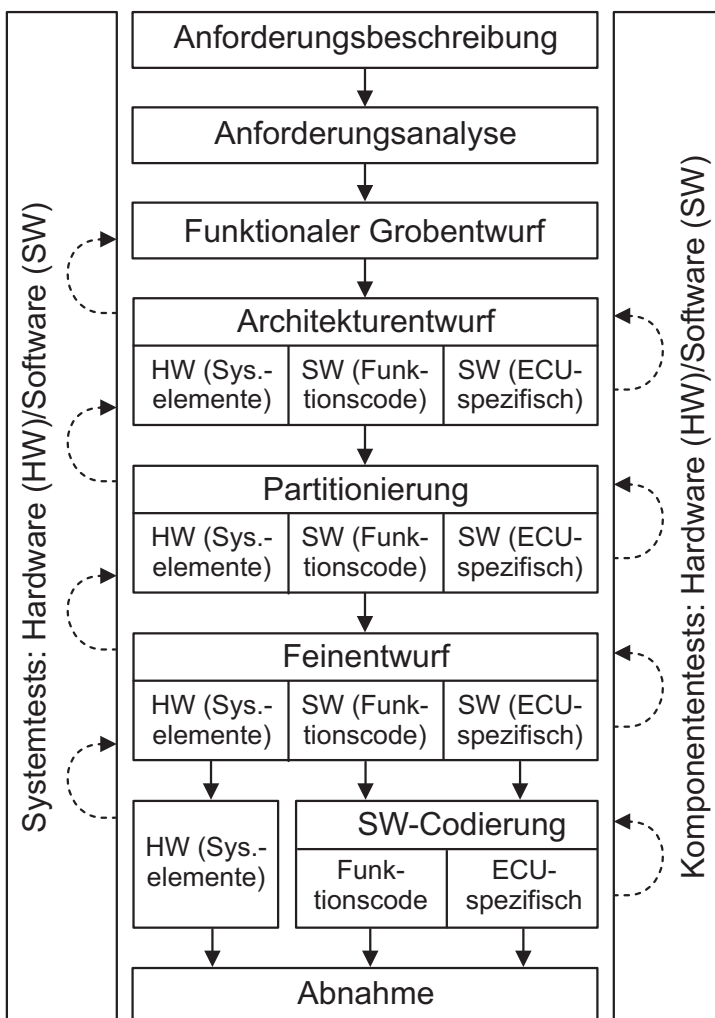 Anforderungsbeschreibung
Anforderungsanalyse
Funktionaler Grobentwurf
Architekturentwurf
HW (Sys.-
elemente)
SW (Funk-
tionscode)
SW (ECU-
spezifisch)
Partitionierung
HW (Sys.-
elemente)
SW (Funk-
tionscode)
SW (ECU-
spezifisch)
Feinentwurf
HW (Sys.-
elemente)
SW (Funk-
tionscode)
SW (ECU-
spezifisch)
HW (Sys.-
elemente)
SW-Codierung
Funk-
tionscode
ECU-
spezifisch
Abnahme
Systemtests: Hardware (HW)/Software (SW)
Komponententests: Hardware (HW)/Software (SW)